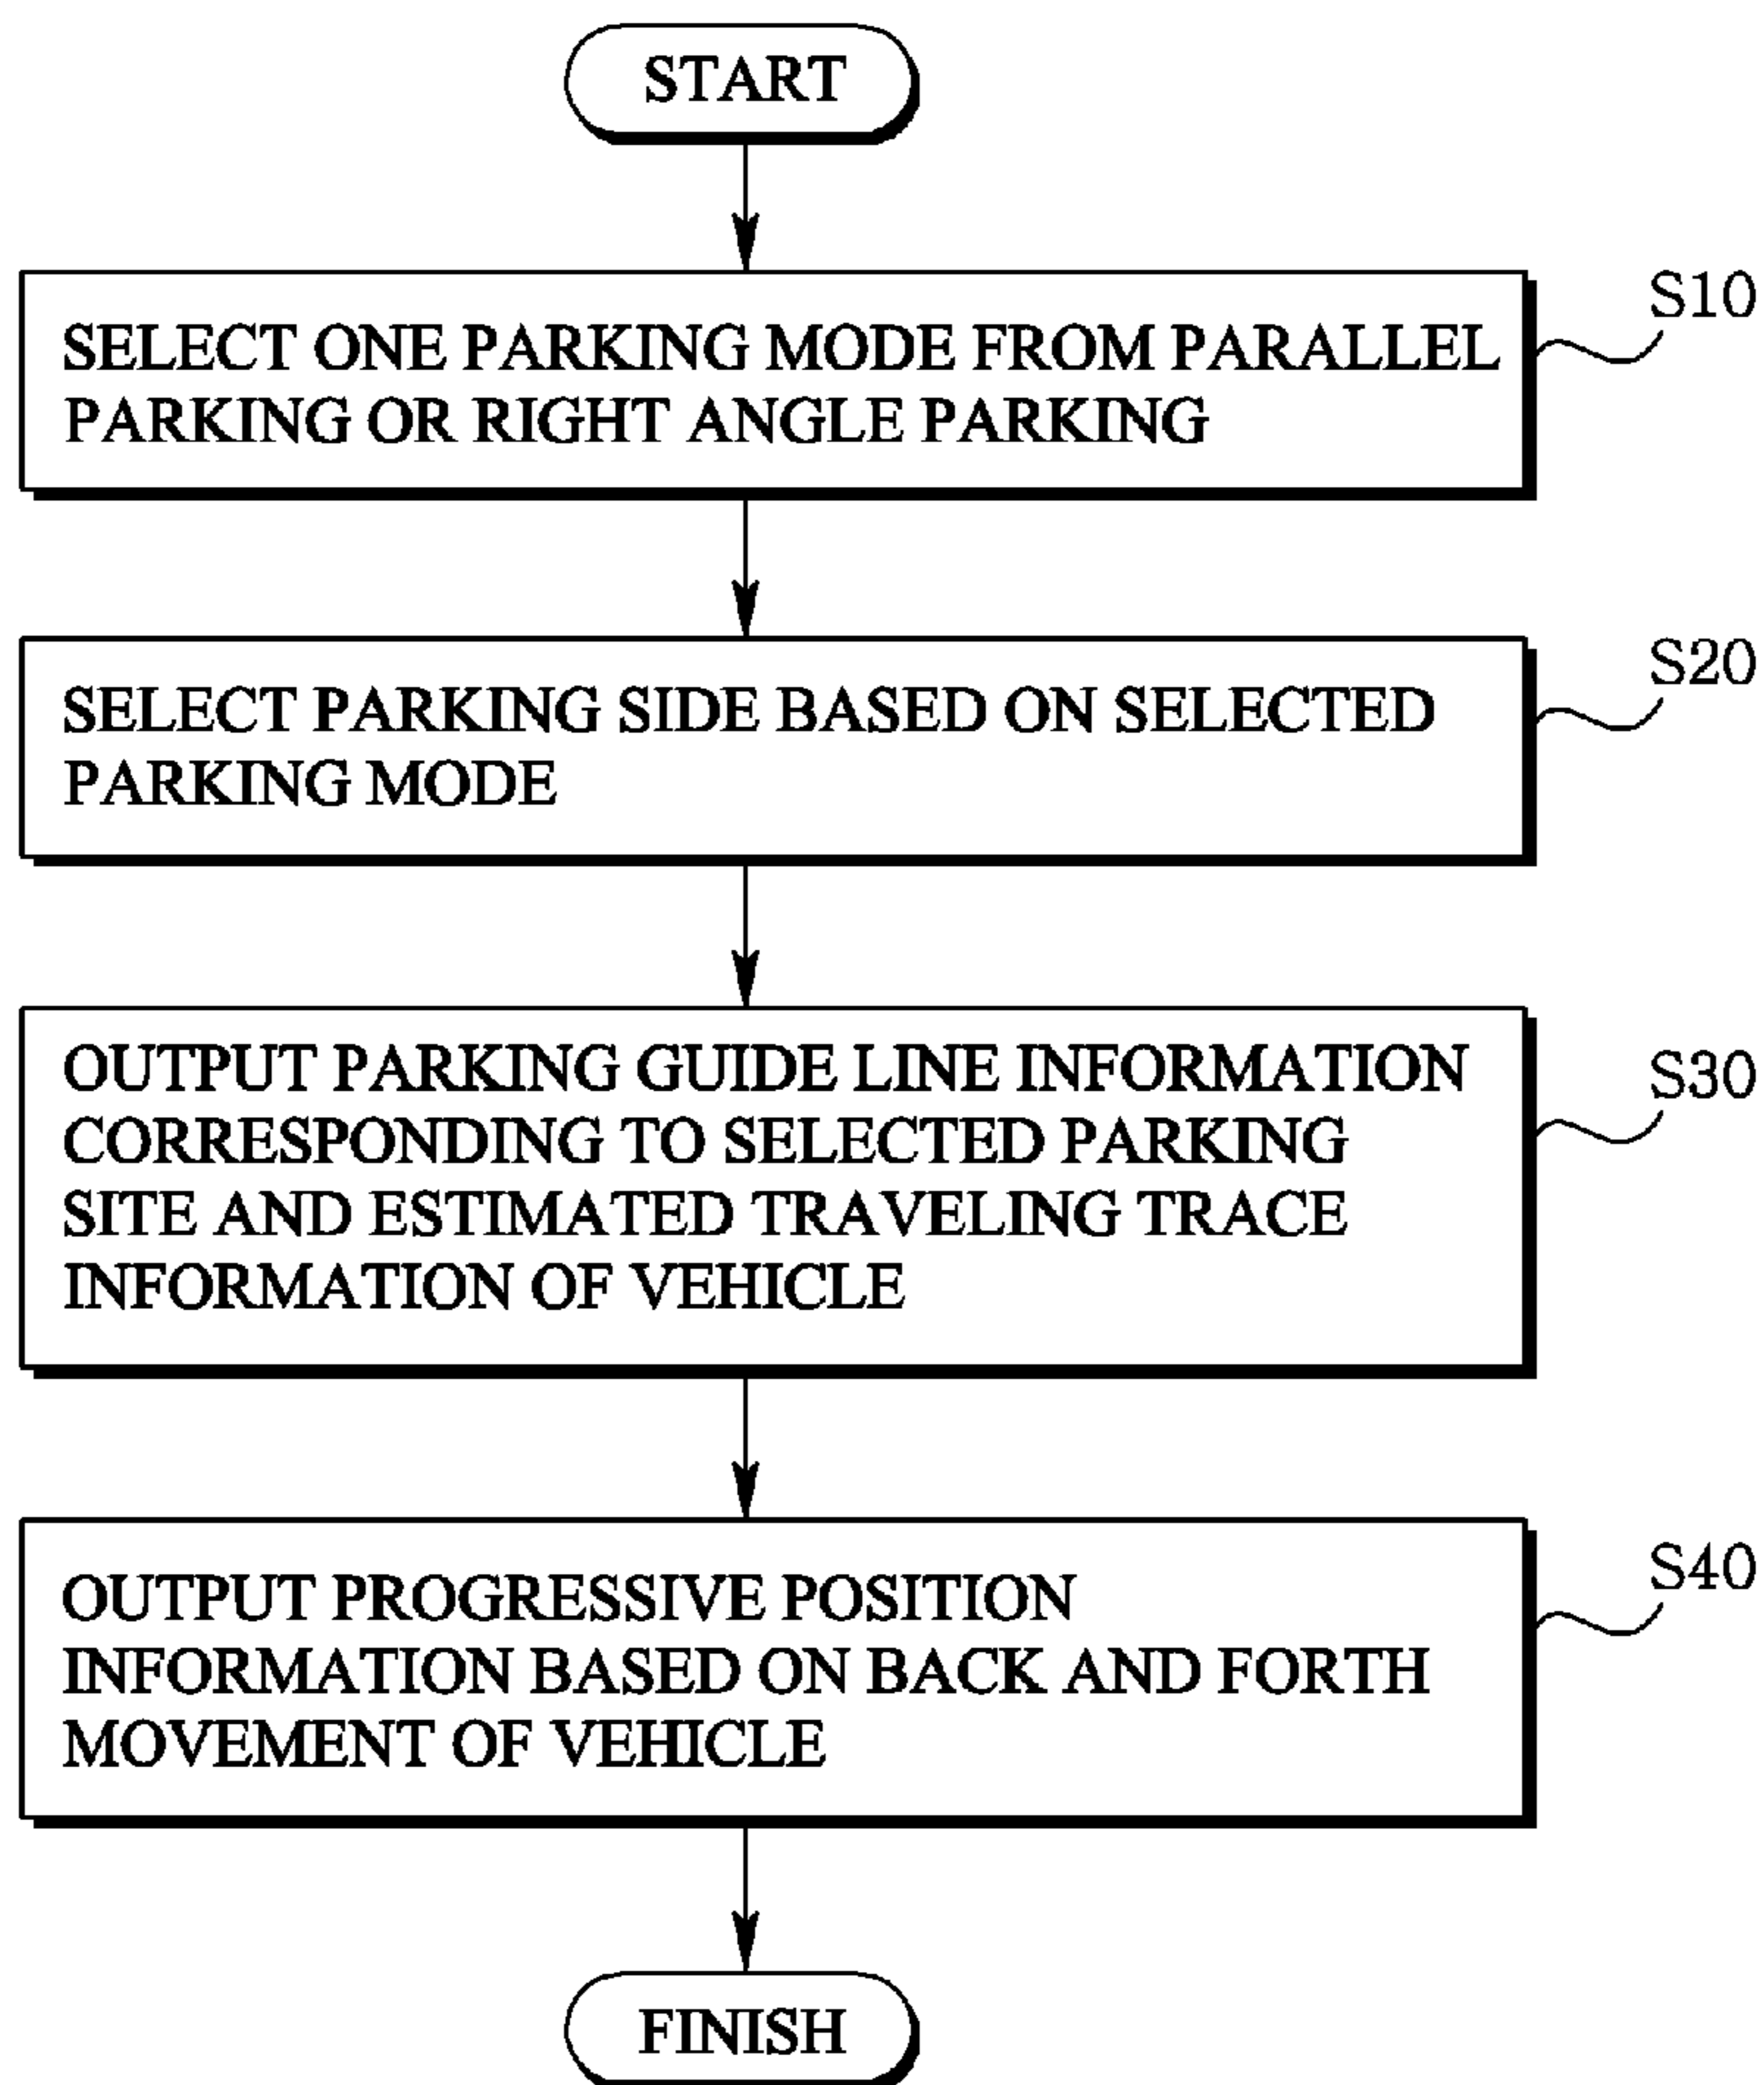 START
S10
SELECT ONE PARKING MODE FROM PARALLEL
PARKING OR RIGHT ANGLE PARKING
S20
SELECT PARKING SIDE BASED ON SELECTED
PARKING MODE
S30
OUTPUT PARKING GUIDE LINE INFORMATION
CORRESPONDING TO SELECTED PARKING
SITE AND ESTIMATED TRAVELING TRACE
INFORMATION OF VEHICLE
S40
OUTPUT PROGRESSIVE POSITION
INFORMATION BASED ON BACK AND FORTH
MOVEMENT OF VEHICLE
FINISH